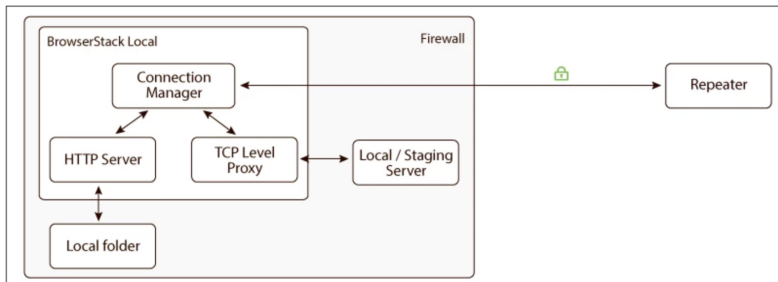 BrowserStack Local
Firewall
Connection
Manager
Repeater
HTTP Server
TCP Level
Proxy
Local / Staging
Server
Local folder